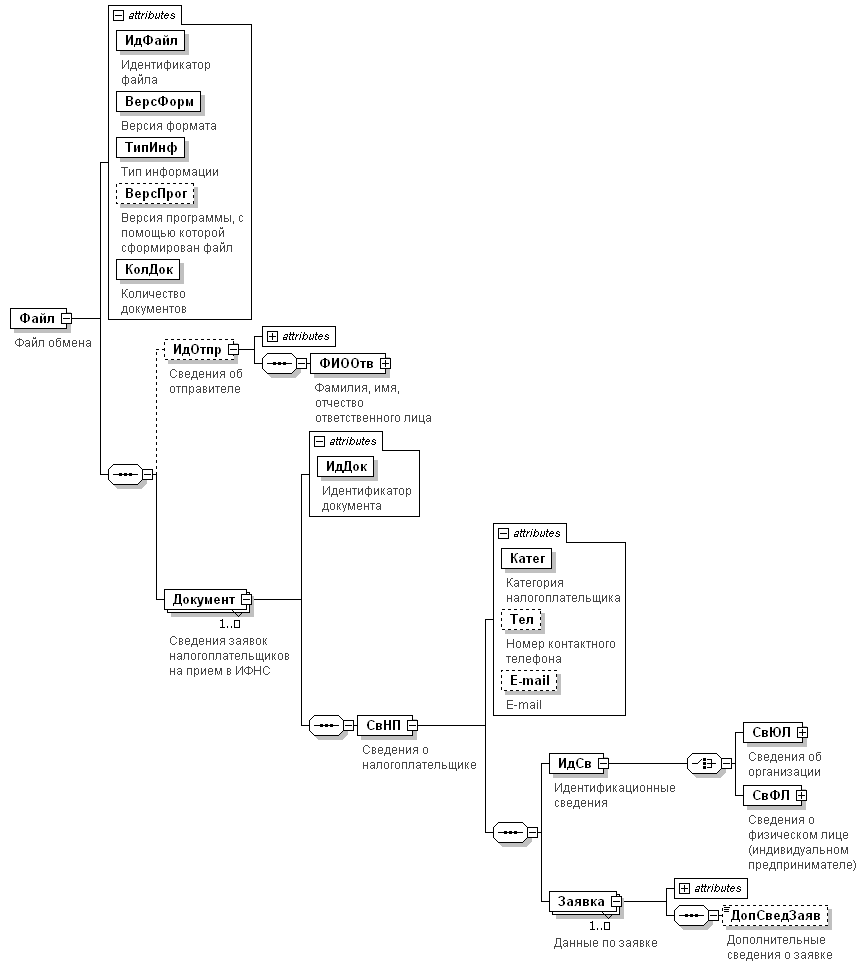 attributes
ИдФайл
Идентификатор
файла
ВерсФорм
Версия формата
ТипИнф
Тип информации
ВерсПрог
Версия программы, с
помощью которой
сформирован файл
КолДок
Количество
документов
Файл
Файл обмена
ИдОтпр
Сведения об
отправителе
attributes
ФИООтв
Фамилия, имя,
отчество
ответственного лица
attributes
ИдДок
Идентификатор
документа
Документ
1..∞
Сведения заявок
налогоплательщиков
на прием в ИФНС
СвНП
Сведения о
налогоплательщике
attributes
Катег
Категория
налогоплательщика
Тел
Номер контактного
телефона
E-mail
E-mail
ИдСв
Идентификационные
сведения
СвЮЛ
Сведения об
организации
СвФЛ
Сведения о
физическом лице
(индивидуальном
предпринимателе)
Заявка
1..∞
Данные по заявке
attributes
ДопСведЗаяв
Дополнительные
сведения о заявке